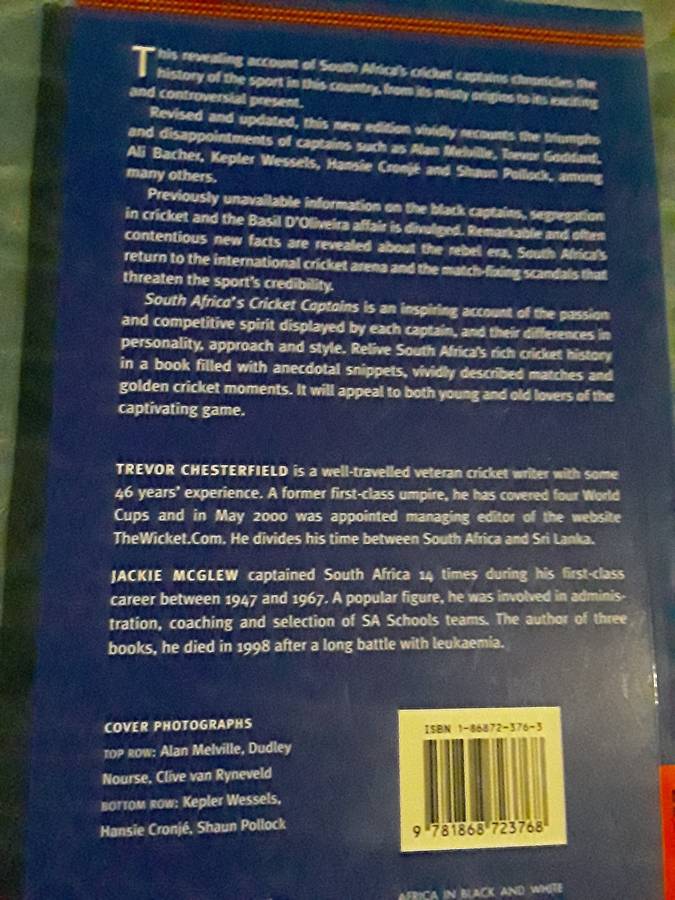 This revealing account of South Africa's cricket captains chronicles the
history of the sport in this country, from its misty origins to its exciting
and controversial present.
Revised and updated, this new edition vividly recounts the triumphs
and disappointments of captains such as Alan Melville, Trevor Goddard,
Ali Bacher, Kepler Wessels, Hansie Cronjé and Shaun Pollock, among
many others.
Previously unavailable information on the black captains, segregation
in cricket and the Basil D'Oliveira affair is divulged. Remarkable and often
contentious new facts are revealed about the rebel era, South Africa's
return to the international cricket arena and the match-fixing scandals that
threaten the sport's credibility.
South Africa's Cricket Captains is an inspiring account of the passion
and competitive spirit displayed by each captain, and their differences in
personality, approach and style. Relive South Africa's rich cricket history
in a book filled with anecdotal snippets, vividly described matches and
golden cricket moments. It will appeal to both young and old lovers of the
captivating game.
TREVOR CHESTERFIELD is a well-travelled veteran cricket writer with some
46 years' experience. A former first-class umpire, he has covered four World
Cups and in May 2000 was appointed managing editor of the website
TheWicket.Com. He divides his time between South Africa and Sri Lanka.
JACKIE MCGLEW captained South Africa 14 times during his first-class
career between 1947 and 1967. A popular figure, he was involved in adminis-
tration, coaching and selection of SA Schools teams. The author of three
books, he died in 1998 after a long battle with leukaemia.
COVER PHOTOGRAPHS
TOP ROW: Alan Melville, Dudley
Nourse, Clive van Ryneveld
BOTTOM ROW: Kepler Wessels,
Hansie Cronjé, Shaun Pollock
ISBN 1-86872-376-3
9 781868 723768
AFRICA IN BLACK AND WHITE